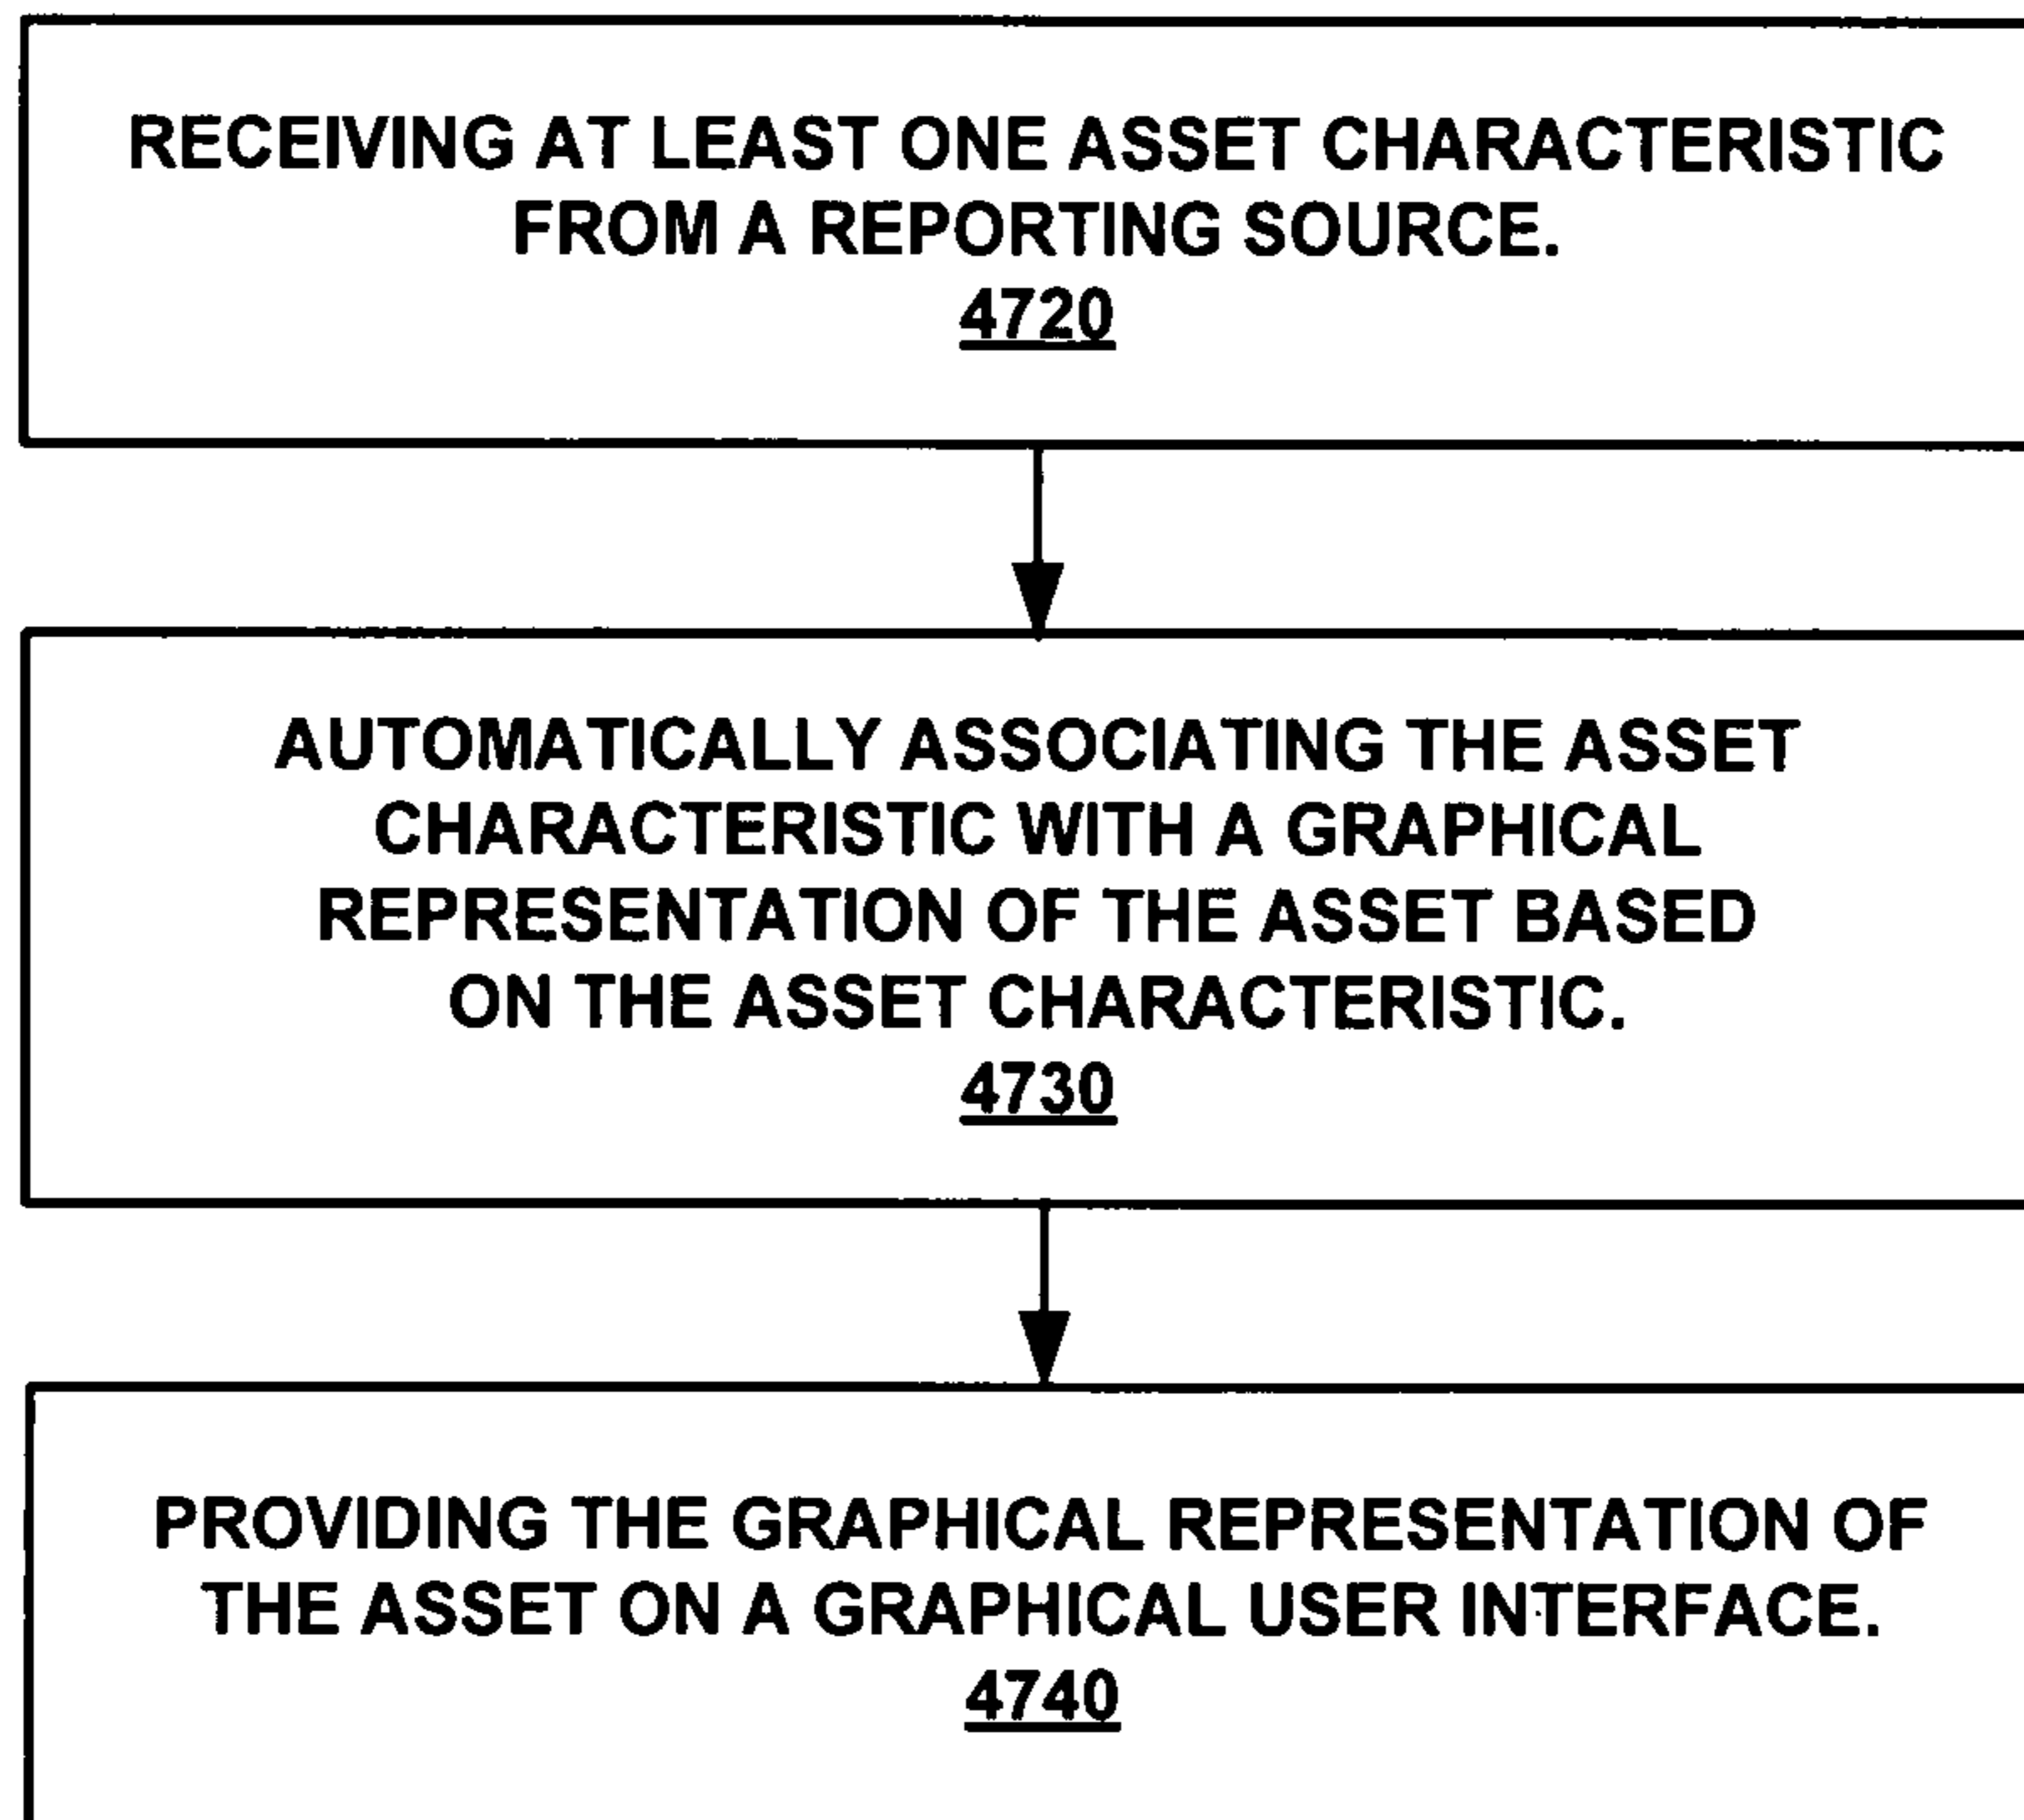 RECEIVING AT LEAST ONE ASSET CHARACTERISTIC
FROM A REPORTING SOURCE.
4720
AUTOMATICALLY ASSOCIATING THE ASSET
CHARACTERISTIC WITH A GRAPHICAL
REPRESENTATION OF THE ASSET BASED
ON THE ASSET CHARACTERISTIC.
4730
PROVIDING THE GRAPHICAL REPRESENTATION OF
THE ASSET ON A GRAPHICAL USER INTERFACE.
4740